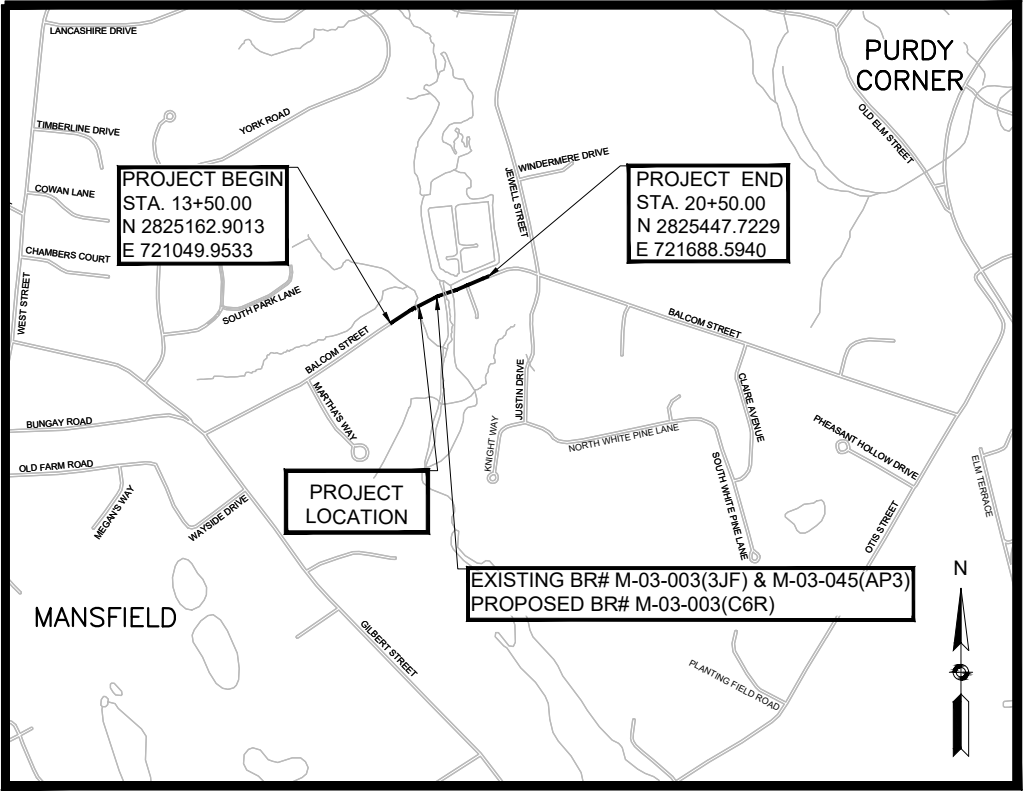 LANCASHIRE DRIVE
PURDY
CORNER
OLD ELM STREET
YORK ROAD
TIMBERLINE DRIVE
WINDERMERE DRIVE
JEWELL STREET
COWAN LANE
PROJECT BEGIN
STA. 13+50.00
N 2825162.9013
E 721049.9533
PROJECT END
STA. 20+50.00
N 2825447.7229
E 721688.5940
CHAMBERS COURT
WEST STREET
SOUTH PARK LANE
BALCOM STREET
BALCOM STREET
MARTHA'S WAY
JUSTIN DRIVE
CLAIRE AVENUE
BUNGAY ROAD
KNIGHT WAY
NORTH WHITE PINE LANE
PHEASANT HOLLOW DRIVE
OLD FARM ROAD
MEGAN'S WAY
WAYSIDE DRIVE
SOUTH WHITE PINE LANE
ELM TERRACE
OTIS STREET
PROJECT
LOCATION
EXISTING BR# M-03-003(3JF) & M-03-045(AP3)
PROPOSED BR# M-03-003(C6R)
N
MANSFIELD
GILBERT STREET
PLANTING FIELD ROAD